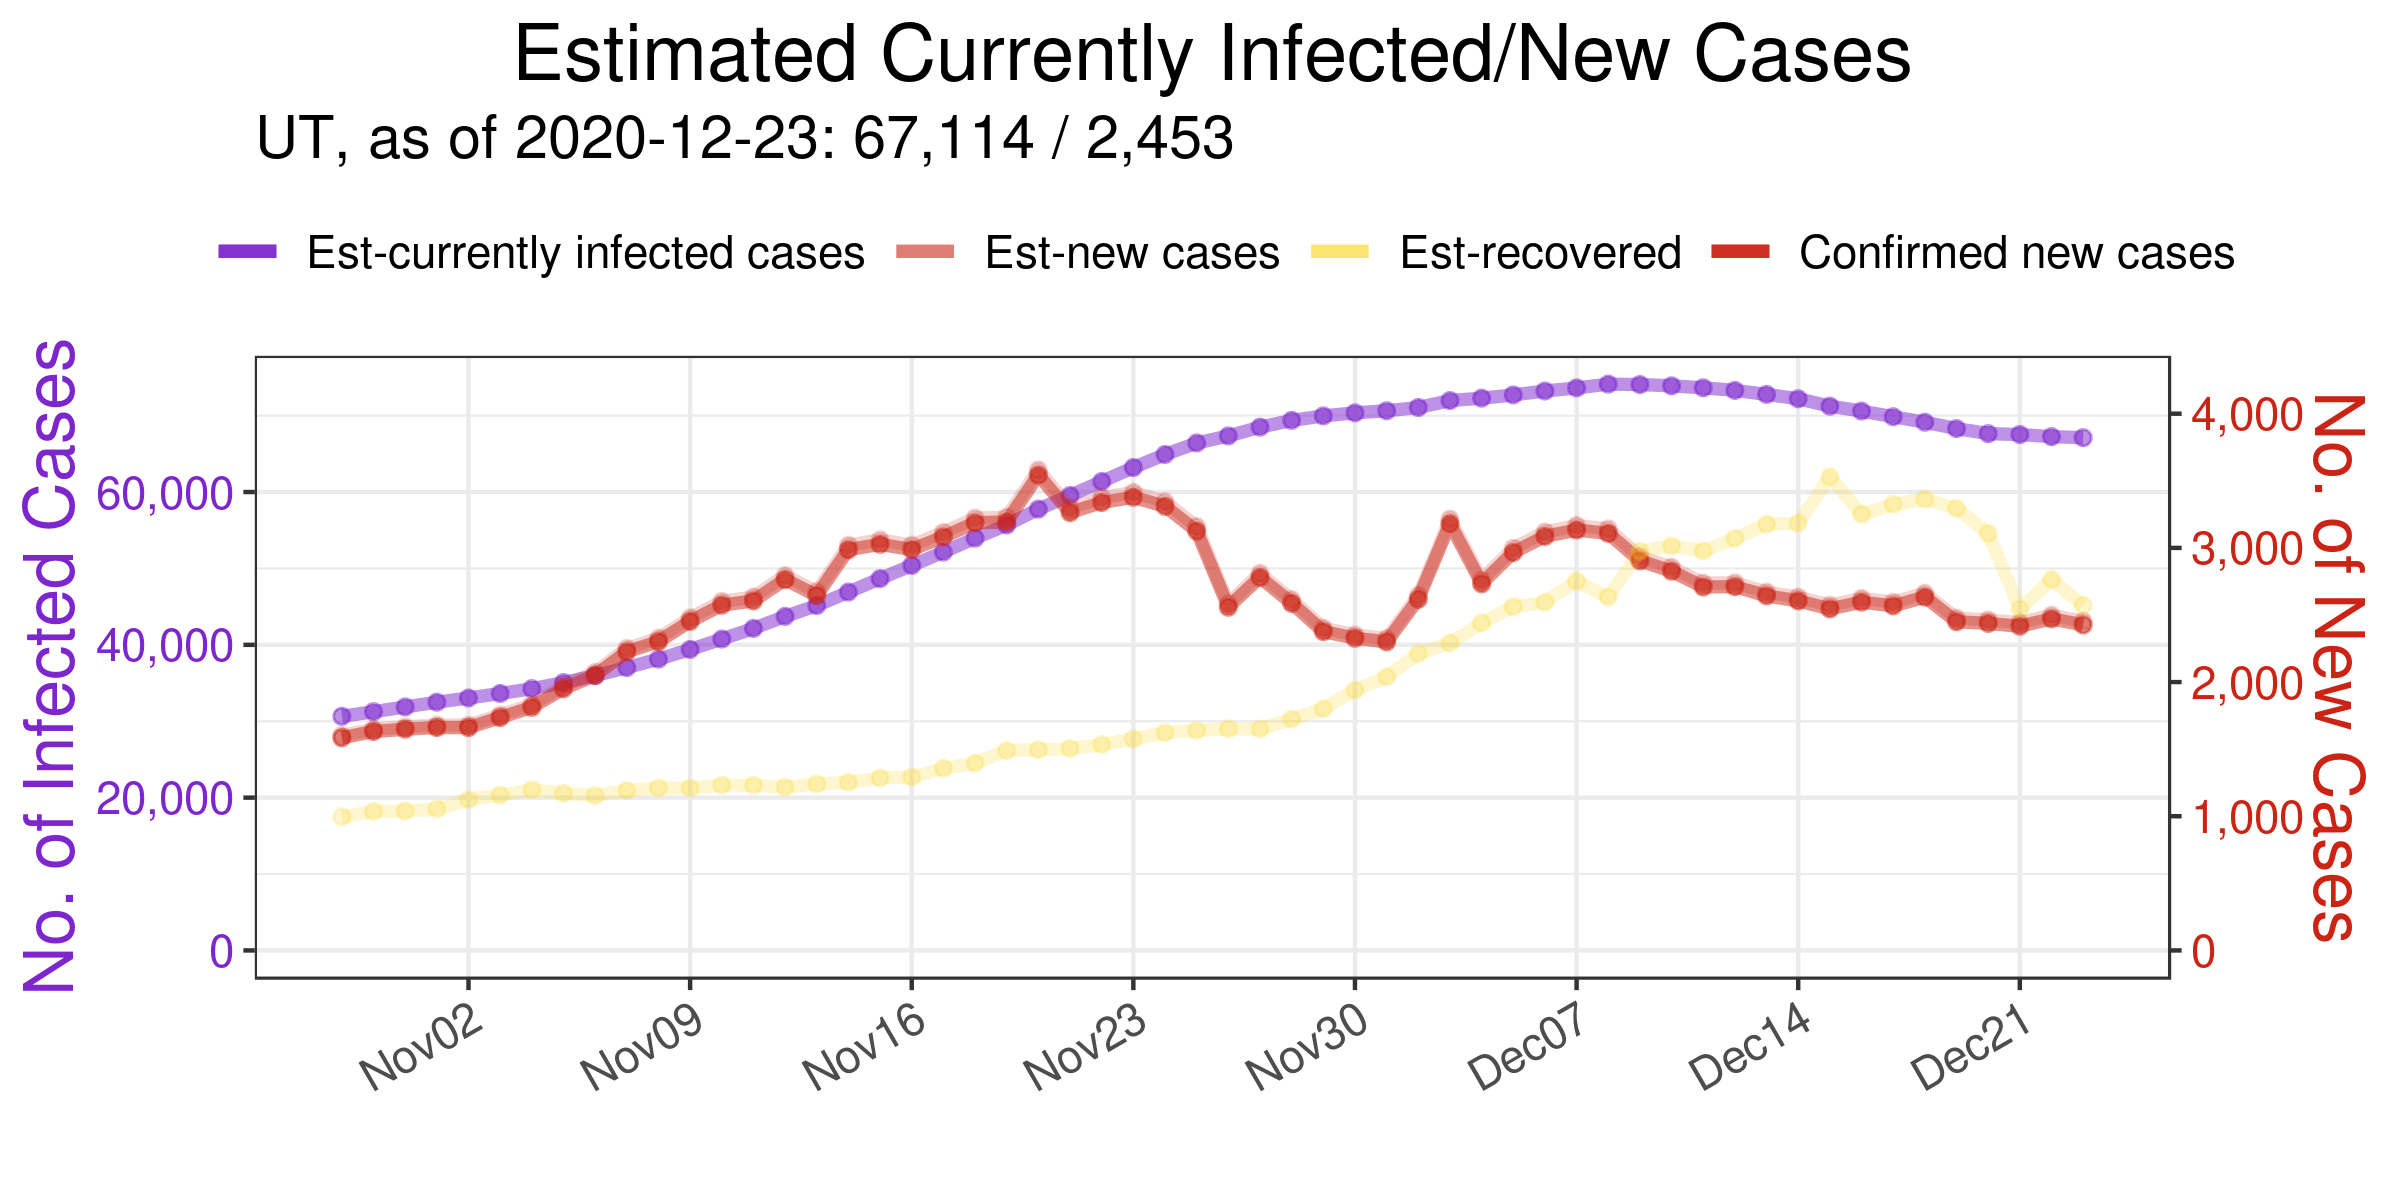 Estimated Currently Infected/New Cases
UT, as of 2020-12-23: 67,114 / 2,453
Est-currently infected cases Est-new cases Est-recovered Confirmed new cases
No. of Infected Cases
60,000
40,000
20,000
0
4,000
3,000
2,000
1,000
0
No. of New Cases
Nov02 Nov09 Nov16 Nov23 Nov30 Dec07 Dec14 Dec21